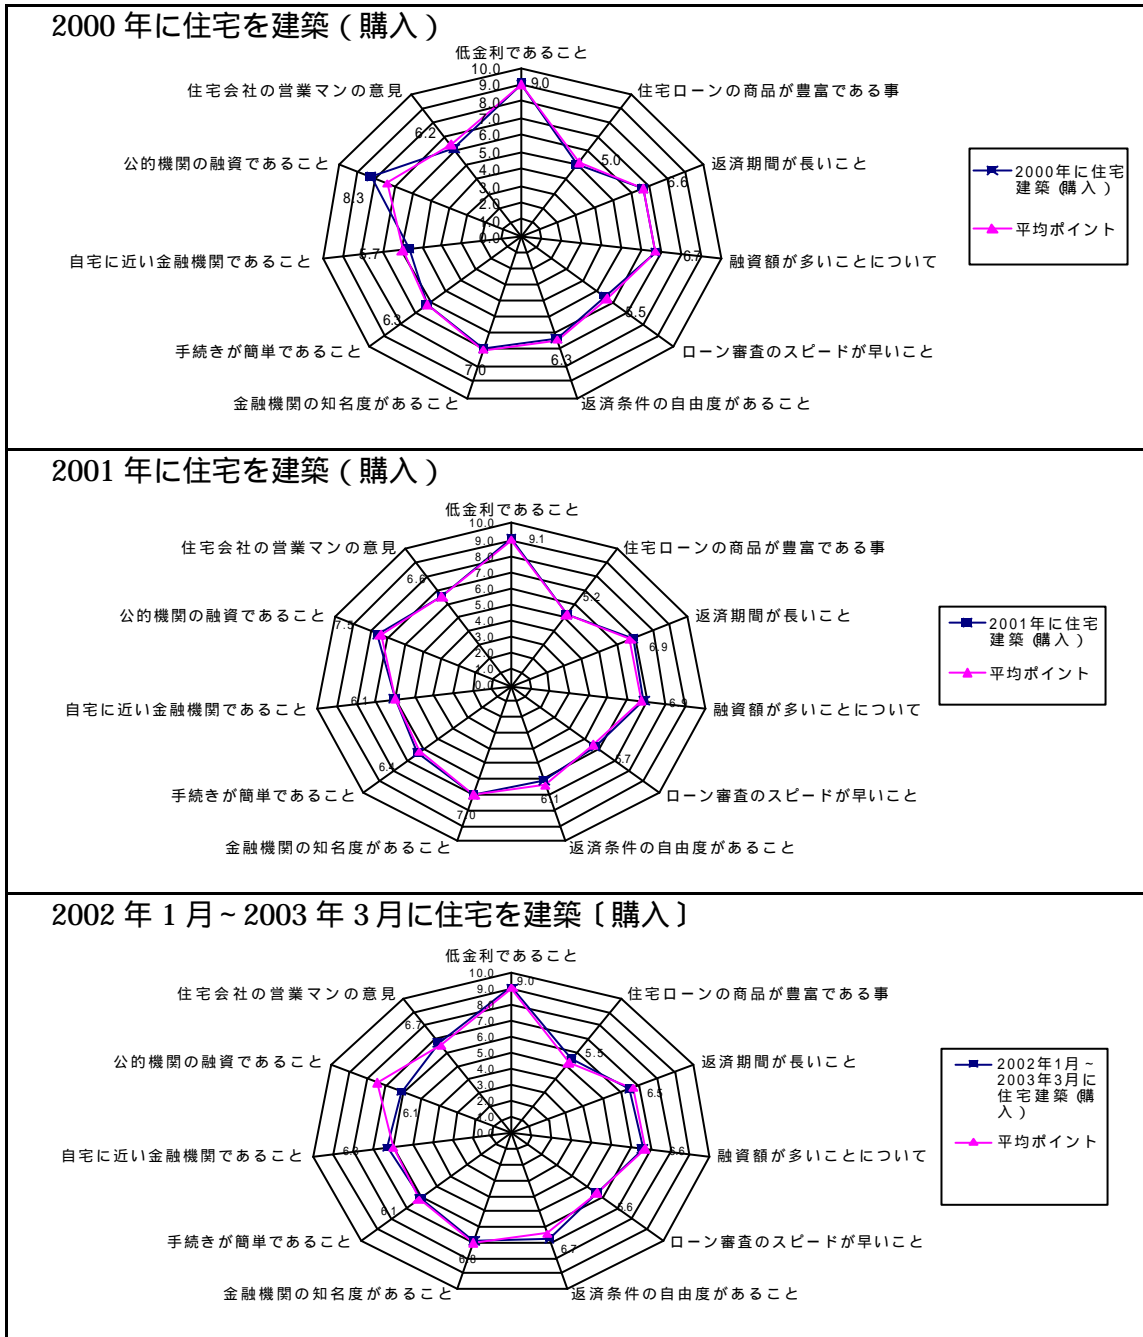 2000 年に住宅を建築 ( 購入 )
低金利であること
住宅ローンの商品が豊富である事
返済期間が長いこと
融資額が多いことについて
ローン審査のスピードが早いこと
返済条件の自由度があること
金融機関の知名度があること
手続きが簡単であること
自宅に近い金融機関であること
公的機関の融資であること
住宅会社の営業マンの意見
10.0
9.0
8.0
7.0
6.0
5.0
4.0
3.0
2.0
1.0
0.0
9.0
5.0
6.6
6.7
5.5
6.3
7.0
6.3
5.7
8.3
6.2
2000年に住宅
建築(購入)
平均ポイント
2001 年に住宅を建築 ( 購入 )
低金利であること
住宅ローンの商品が豊富である事
返済期間が長いこと
融資額が多いことについて
ローン審査のスピードが早いこと
返済条件の自由度があること
金融機関の知名度があること
手続きが簡単であること
自宅に近い金融機関であること
公的機関の融資であること
住宅会社の営業マンの意見
10.0
9.0
8.0
7.0
6.0
5.0
4.0
3.0
2.0
1.0
0.0
9.1
5.2
6.9
6.9
5.7
6.1
7.0
6.4
6.1
7.5
6.6
2001年に住宅
建築(購入)
平均ポイント
2002 年 1 月~2003 年 3 月に住宅を建築〔購入〕
低金利であること
住宅ローンの商品が豊富である事
返済期間が長いこと
融資額が多いことについて
ローン審査のスピードが早いこと
返済条件の自由度があること
金融機関の知名度があること
手続きが簡単であること
自宅に近い金融機関であること
公的機関の融資であること
住宅会社の営業マンの意見
10.0
9.0
8.0
7.0
6.0
5.0
4.0
3.0
2.0
1.0
0.0
9.0
5.5
6.5
6.6
5.6
6.7
6.8
6.1
6.1
6.7
2002年1月~
2003年3月に
住宅建築(購
入)
平均ポイント